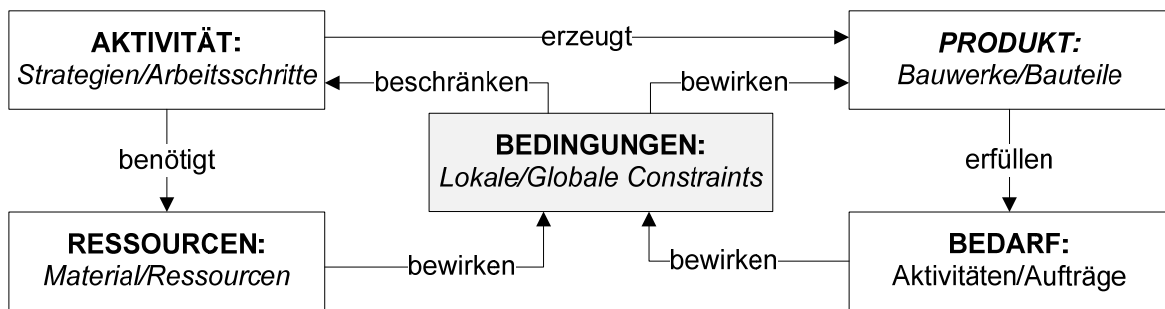 AKTIVITÄT:
Strategien/Arbeitsschritte
erzeugt
PRODUKT:
Bauwerke/Bauteile
beschränken
bewirken
BEDINGUNGEN:
Lokale/Globale Constraints
benötigt
erfüllen
RESSOURCEN:
Material/Ressourcen
bewirken
bewirken
BEDARF:
Aktivitäten/Aufträge